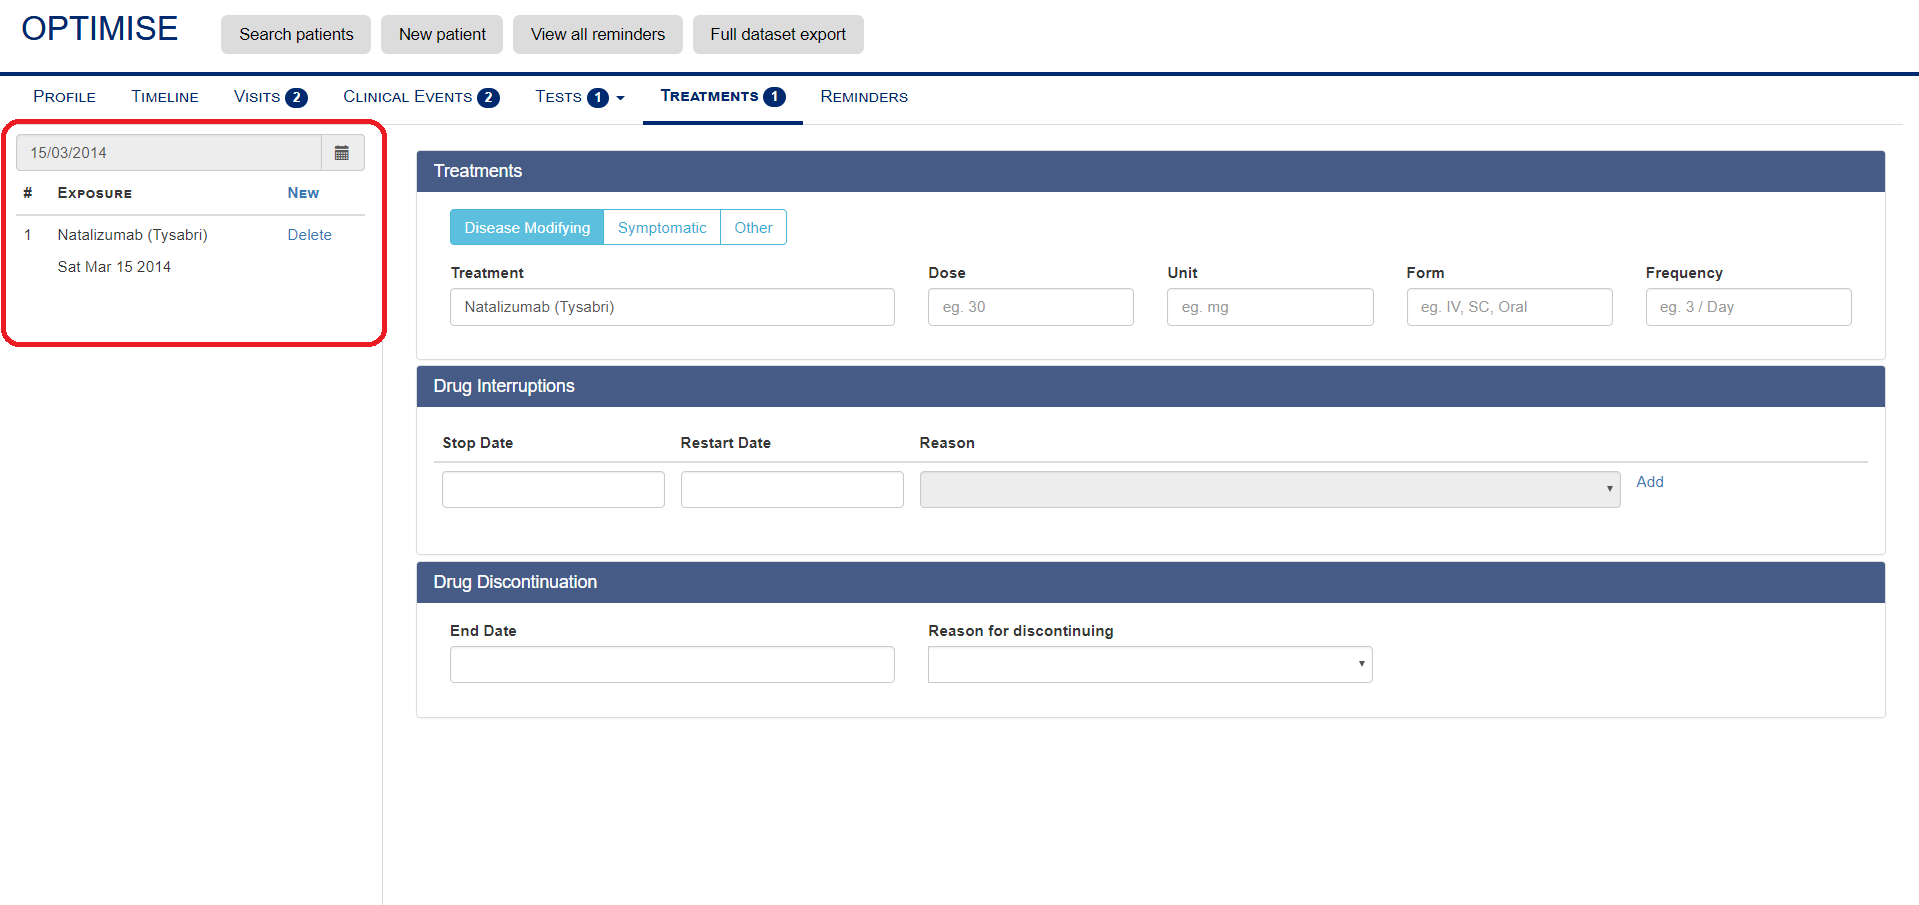 OPTIMISE
Search patients New patient View all reminders Full dataset export
PROFILE TIMELINE VISITS 2 CLINICAL EVENTS 2 TESTS 1 TREATMENTS 1 REMINDERS
15/03/2014
# EXPOSURE NEW
1 Natalizumab (Tysabri) Delete
Sat Mar 15 2014
Treatments
Disease Modifying Symptomatic Other
Treatment Dose Unit Form Frequency
Natalizumab (Tysabri) eg. 30 eg. mg eg. IV, SC, Oral eg. 3 / Day
Drug Interruptions
Stop Date Restart Date Reason
Add
Drug Discontinuation
End Date Reason for discontinuing